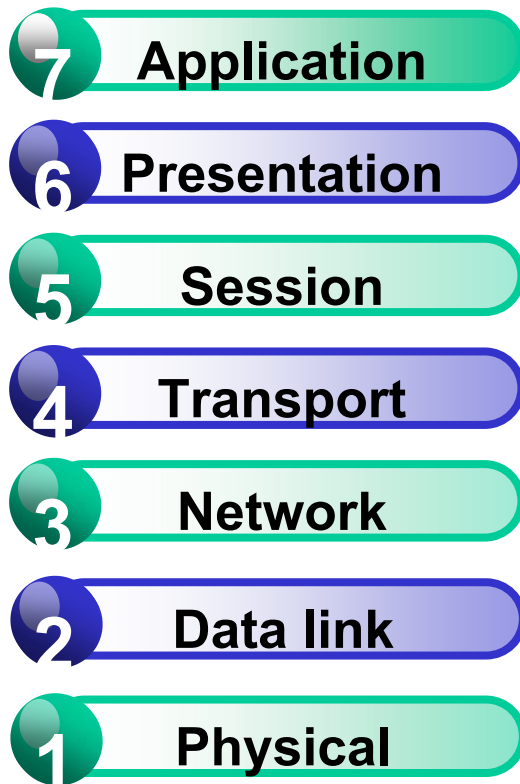 7 Application
6 Presentation
5 Session
4 Transport
3 Network
2 Data link
1 Physical